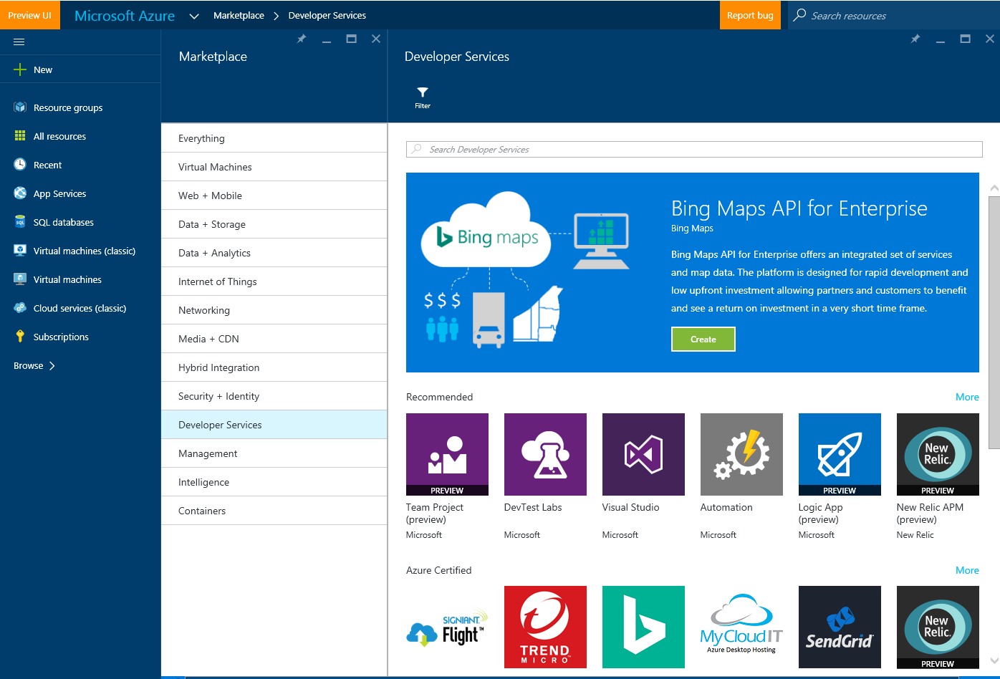 Preview UI
Microsoft Azure
Marketplace
Developer Services
Report bug
Search resources
New
Resource groups
All resources
Recent
App Services
SQL databases
Virtual machines (classic)
Virtual machines
Cloud services (classic)
Subscriptions
Browse
Marketplace
Everything
Virtual Machines
Web + Mobile
Data + Storage
Data + Analytics
Internet of Things
Networking
Media + CDN
Hybrid Integration
Security + Identity
Developer Services
Management
Intelligence
Containers
Developer Services
Filter
Search Developer Services
Bing maps
$ $ $
Bing Maps API for Enterprise
Bing Maps
Bing Maps API for Enterprise offers an integrated set of services
and map data. The platform is designed for rapid development and
low upfront investment allowing partners and customers to benefit
and see a return on investment in a very short time frame.
Create
Recommended
More
PREVIEW
Team Project
(preview)
Microsoft
DevTest Labs
Microsoft
Visual Studio
Microsoft
Automation
Microsoft
PREVIEW
Logic App
(preview)
Microsoft
New
Relic.
PREVIEW
New Relic APM
(preview)
New Relic
Azure Certified
More
SIGNIANT
Flight™
TREND
MICRO™
MyCloudIT
Azure Desktop Hosting
SendGrid
New
Relic.
PREVIEW